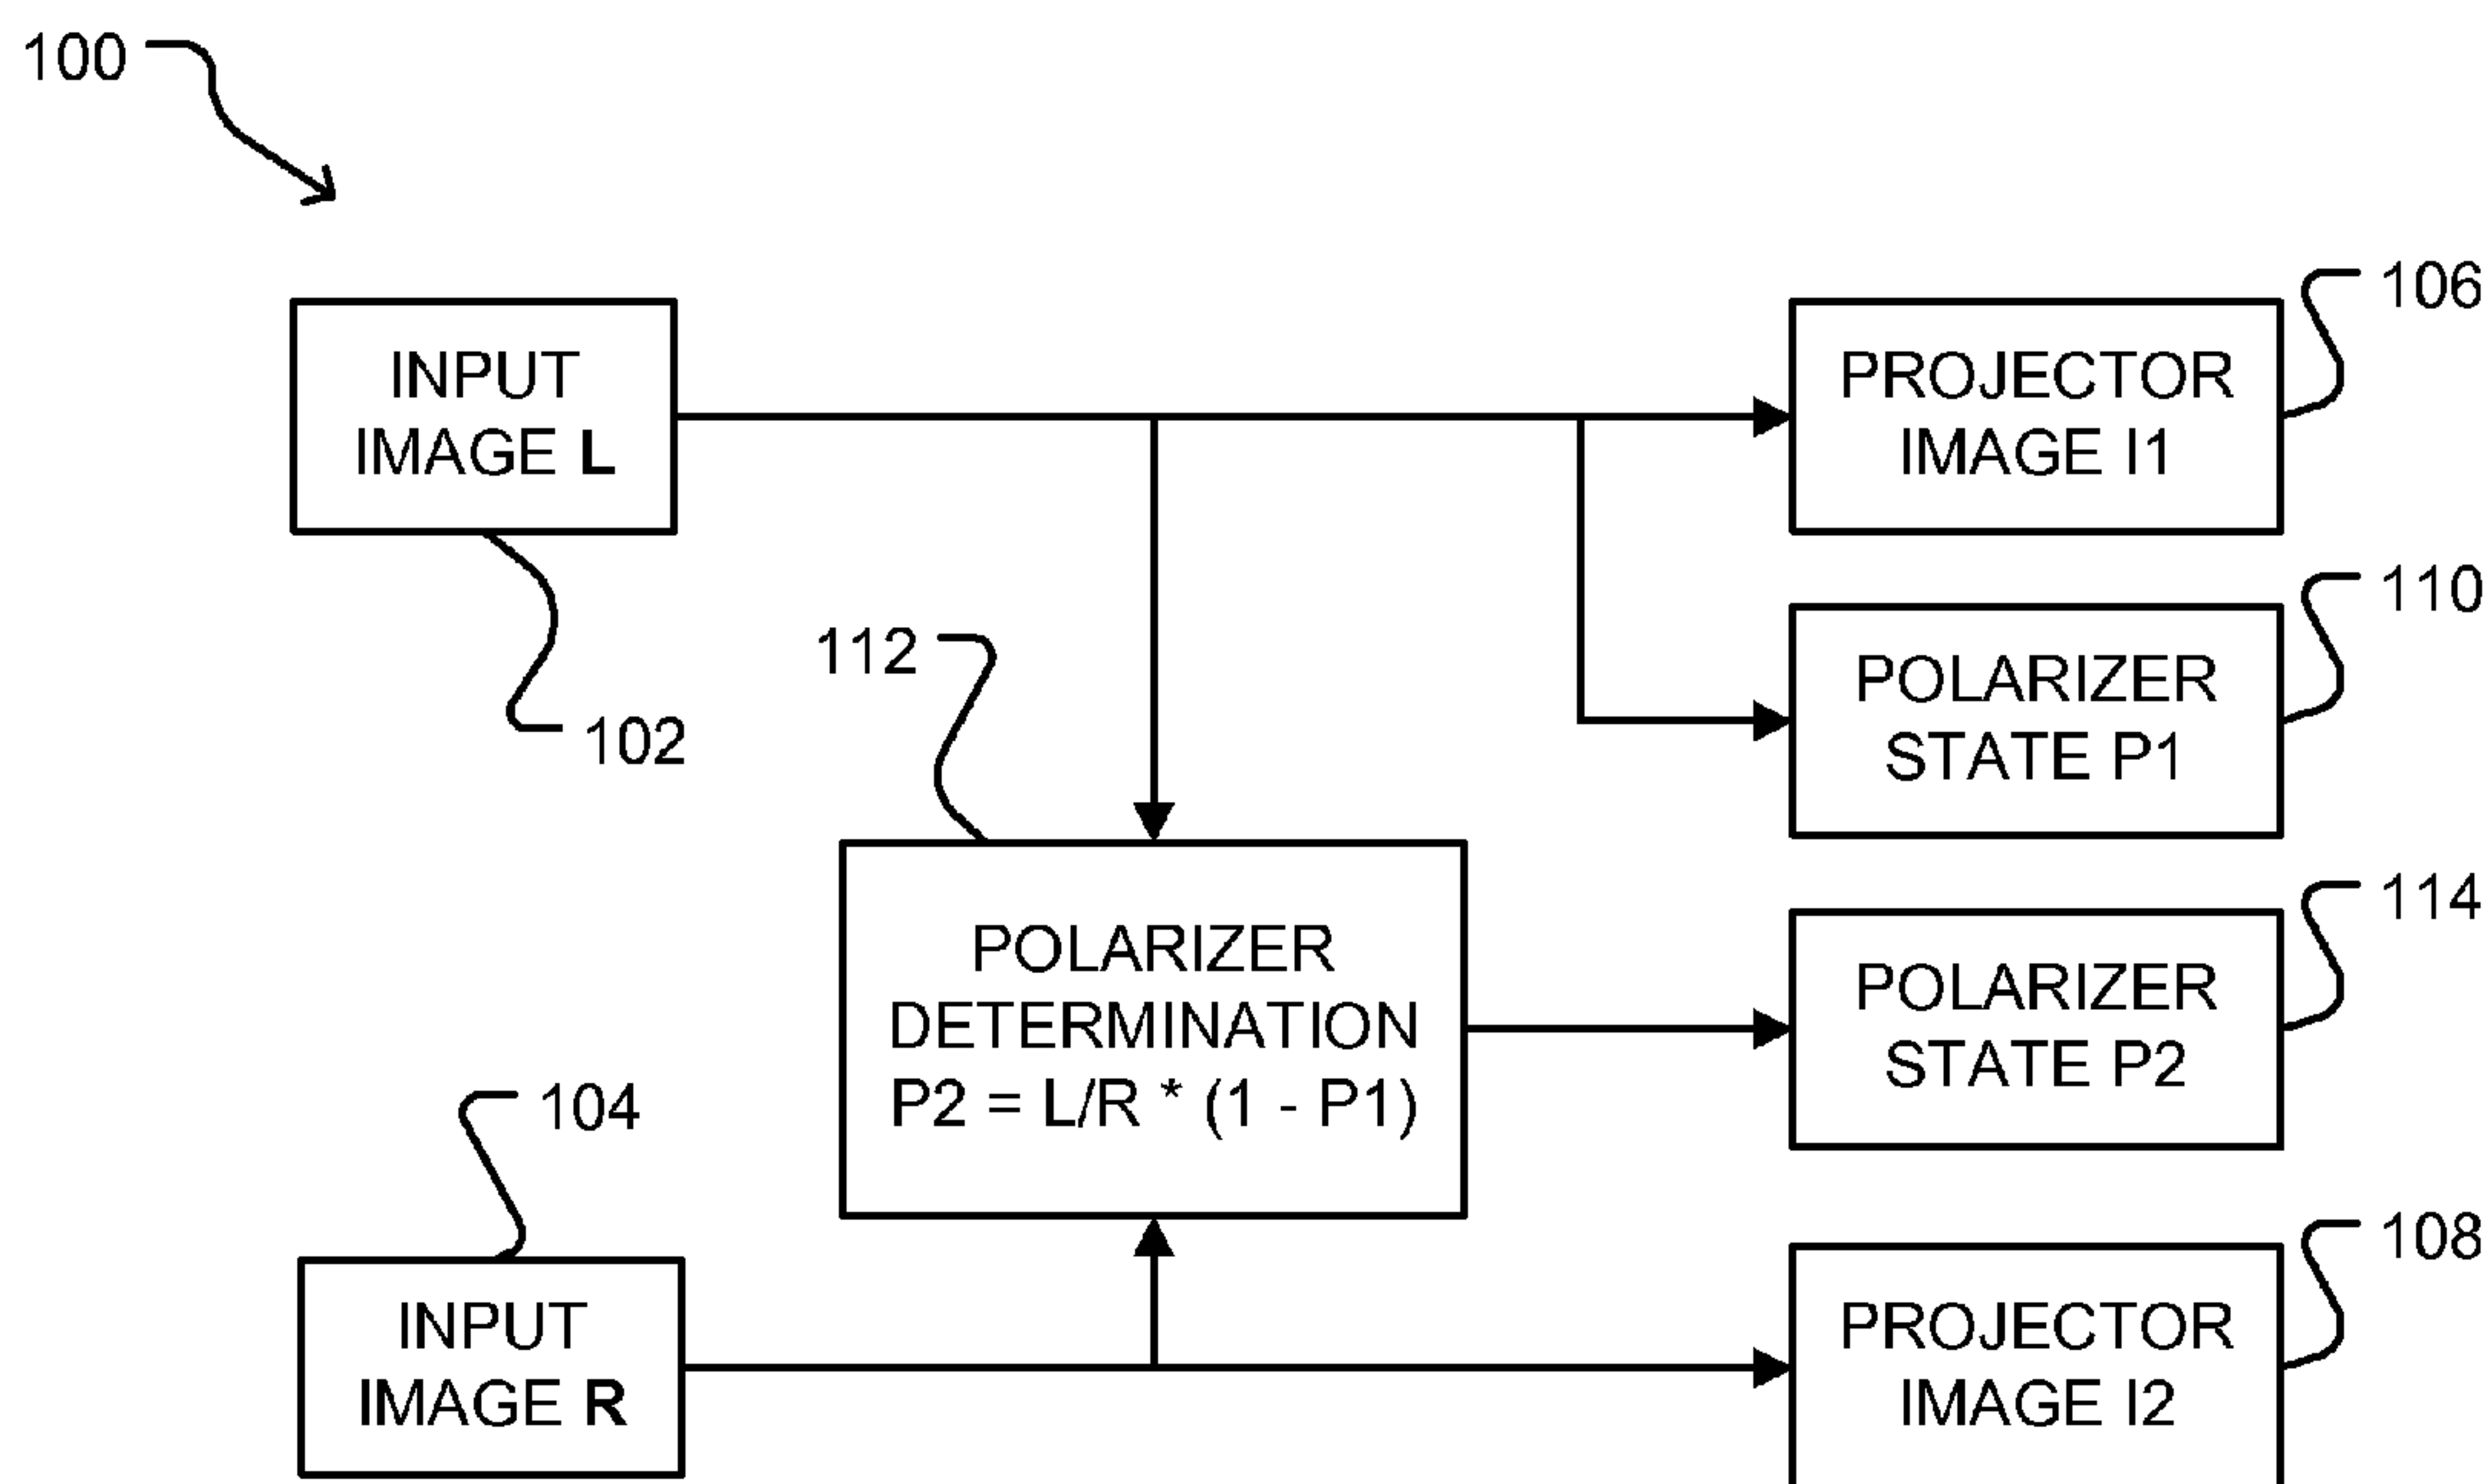 100
106
INPUT
IMAGE L
PROJECTOR
IMAGE I1
110
112
102
POLARIZER
STATE P1
114
POLARIZER
DETERMINATION
P2 = L/R * (1 - P1)
POLARIZER
STATE P2
104
108
INPUT
IMAGE R
PROJECTOR
IMAGE I2